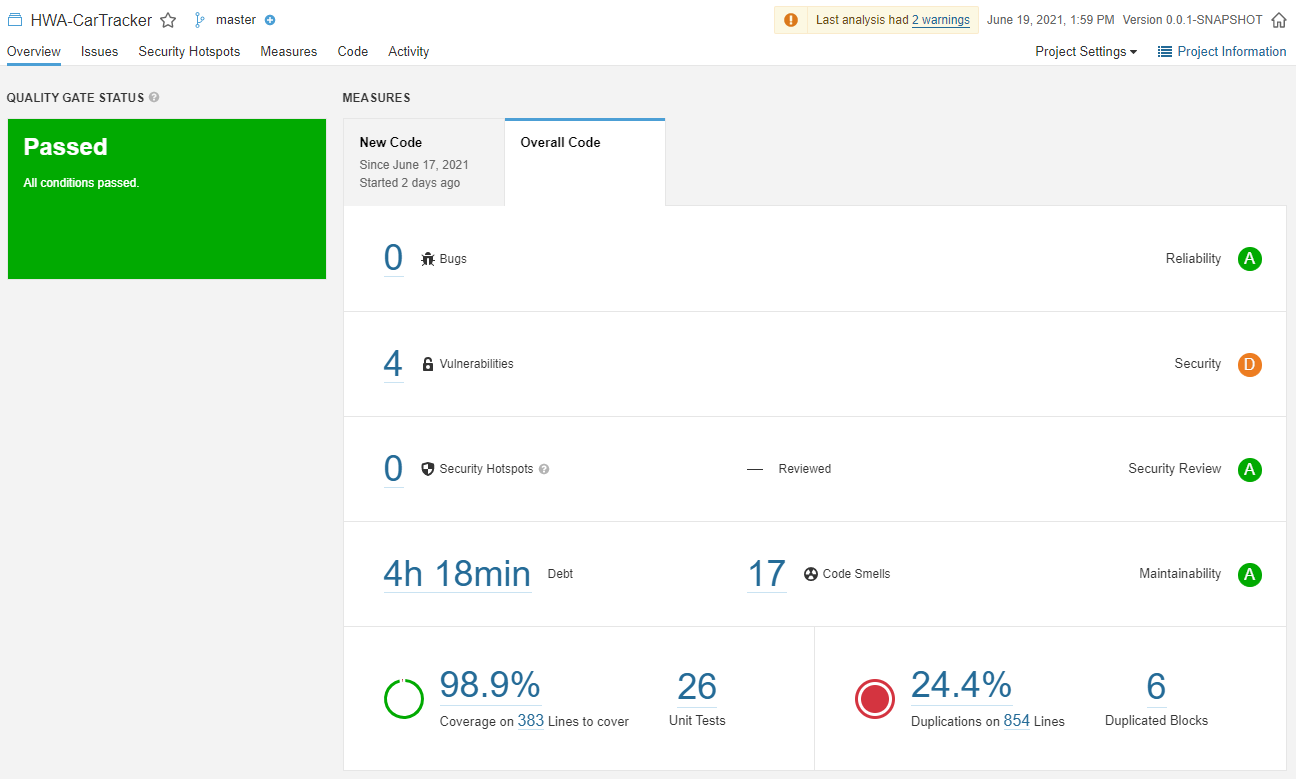 HWA-CarTracker master Last analysis had 2 warnings June 19, 2021, 1:59 PM Version 0.0.1-SNAPSHOT
Overview Issues Security Hotspots Measures Code Activity Project Settings Project Information
QUALITY GATE STATUS ? MEASURES
Passed
All conditions passed.
New Code
Since June 17, 2021
Started 2 days ago
Overall Code
0 Bugs Reliability A
4 Vulnerabilities Security D
0 Security Hotspots ? — Reviewed Security Review A
4h 18min Debt 17 Code Smells Maintainability A
98.9%
Coverage on 383 Lines to cover
26
Unit Tests
24.4%
Duplications on 854 Lines
6
Duplicated Blocks